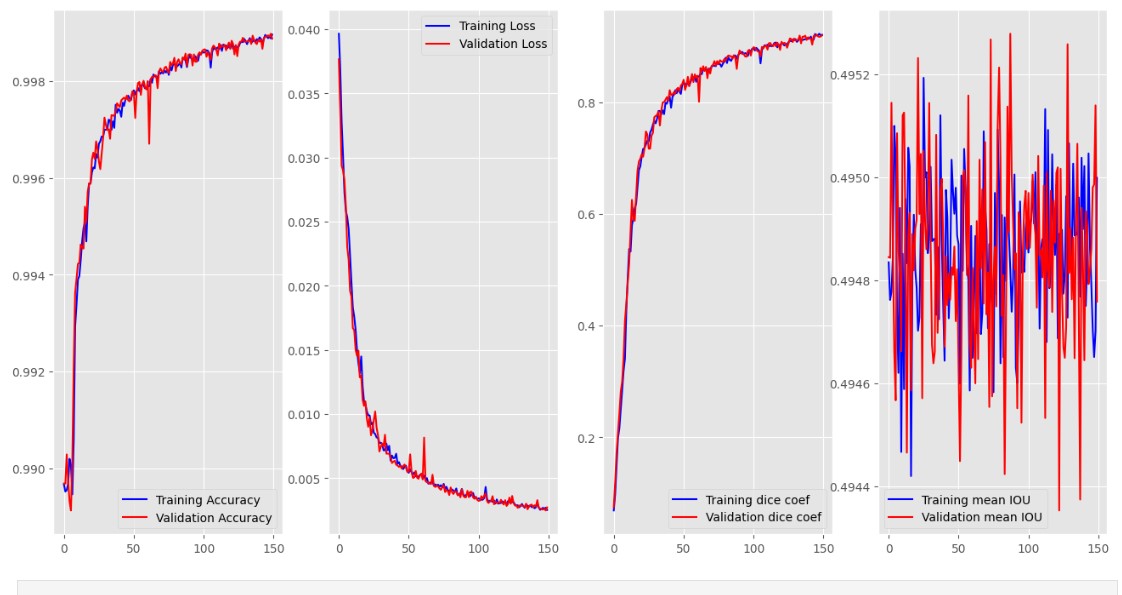 0.998
0.996
0.994
0.992
0.990
Training Accuracy
Validation Accuracy
0 50 100 150
0.040
0.035
0.030
0.025
0.020
0.015
0.010
0.005
Training Loss
Validation Loss
0 50 100 150
0.8
0.6
0.4
0.2
Training dice coef
Validation dice coef
0 50 100 150
0.4952
0.4950
0.4948
0.4946
0.4944
Training mean IOU
Validation mean IOU
0 50 100 150